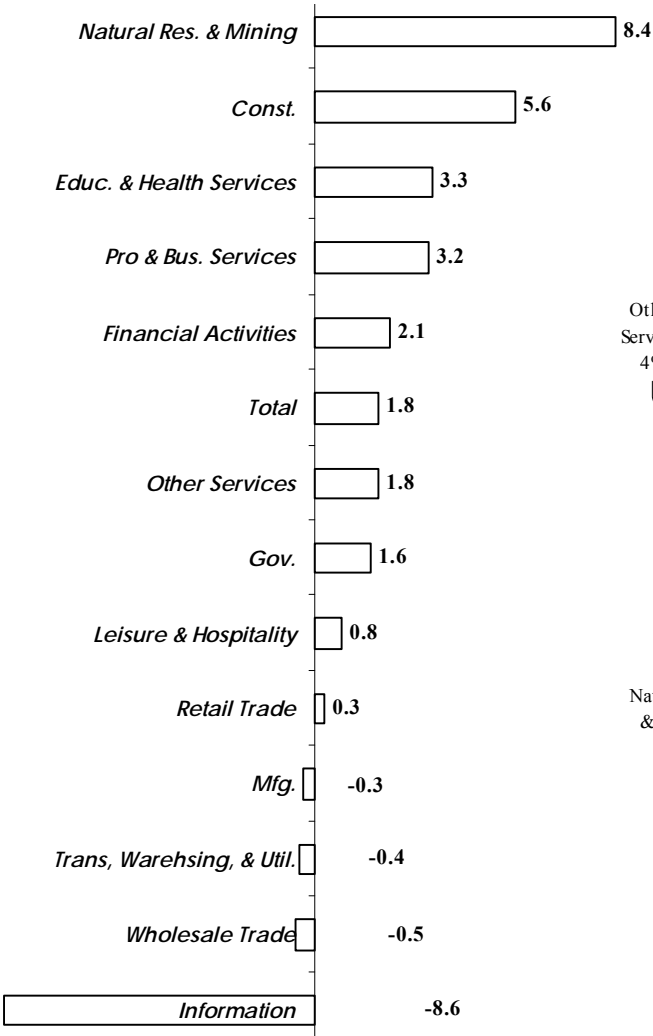 Natural Res. & Mining 8.4
Const. 5.6
Educ. & Health Services 3.3
Pro & Bus. Services 3.2
Financial Activities 2.1
Total 1.8
Other Services 1.8
Gov. 1.6
Leisure & Hospitality 0.8
Retail Trade 0.3
Mfg. -0.3
Trans, Warehsing, & Util. -0.4
Wholesale Trade -0.5
Information -8.6
&